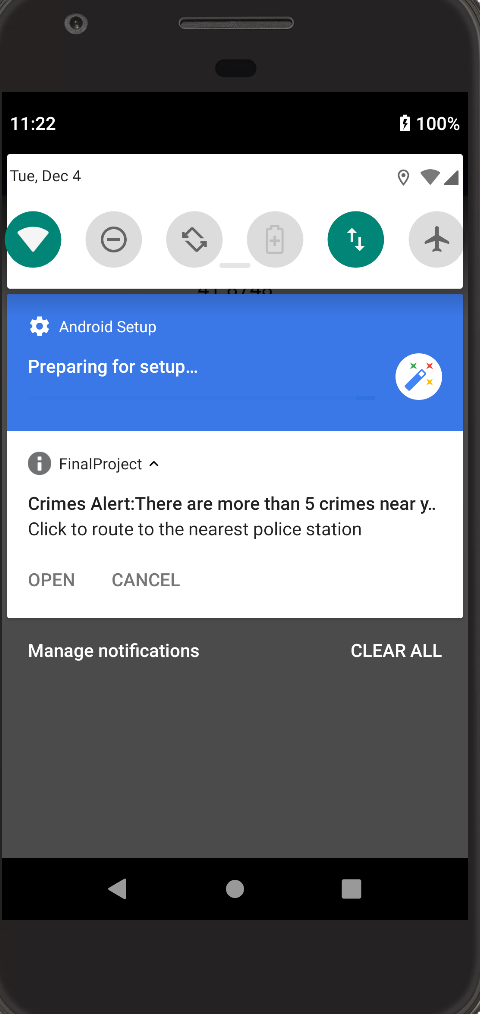 11:22
100%
Tue, Dec 4
Android Setup
Preparing for setup…
FinalProject
Crimes Alert:There are more than 5 crimes near y..
Click to route to the nearest police station
OPEN CANCEL
Manage notifications
CLEAR ALL